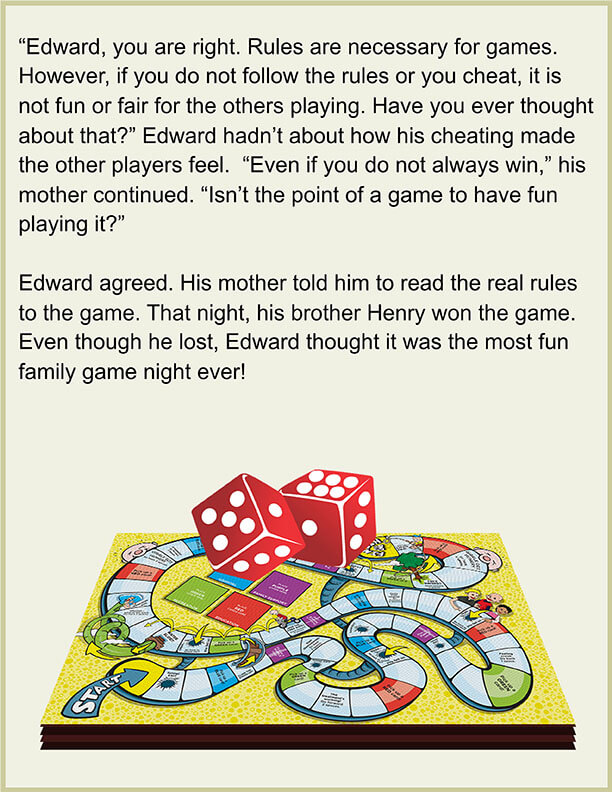 “Edward, you are right. Rules are necessary for games.
However, if you do not follow the rules or you cheat, it is
not fun or fair for the others playing. Have you ever thought
about that?” Edward hadn’t about how his cheating made
the other players feel.  “Even if you do not always win,” his
mother continued. “Isn’t the point of a game to have fun
playing it?”
Edward agreed. His mother told him to read the real rules
to the game. That night, his brother Henry won the game.
Even though he lost, Edward thought it was the most fun
family game night ever!
START